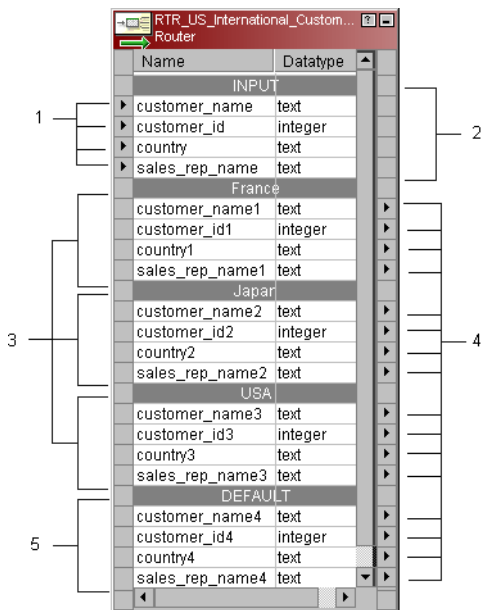 RTR_US_International_Custom...
Router
Name Datatype
INPUT
customer_name text
1
customer_id integer
2
country text
sales_rep_name text
France
customer_name1 text
customer_id1 integer
country1 text
sales_rep_name1 text
Japan
customer_name2 text
customer_id2 integer
3
4
country2 text
sales_rep_name2 text
USA
customer_name3 text
customer_id3 integer
country3 text
sales_rep_name3 text
DEFAULT
customer_name4 text
customer_id4 integer
5
country4 text
sales_rep_name4 text